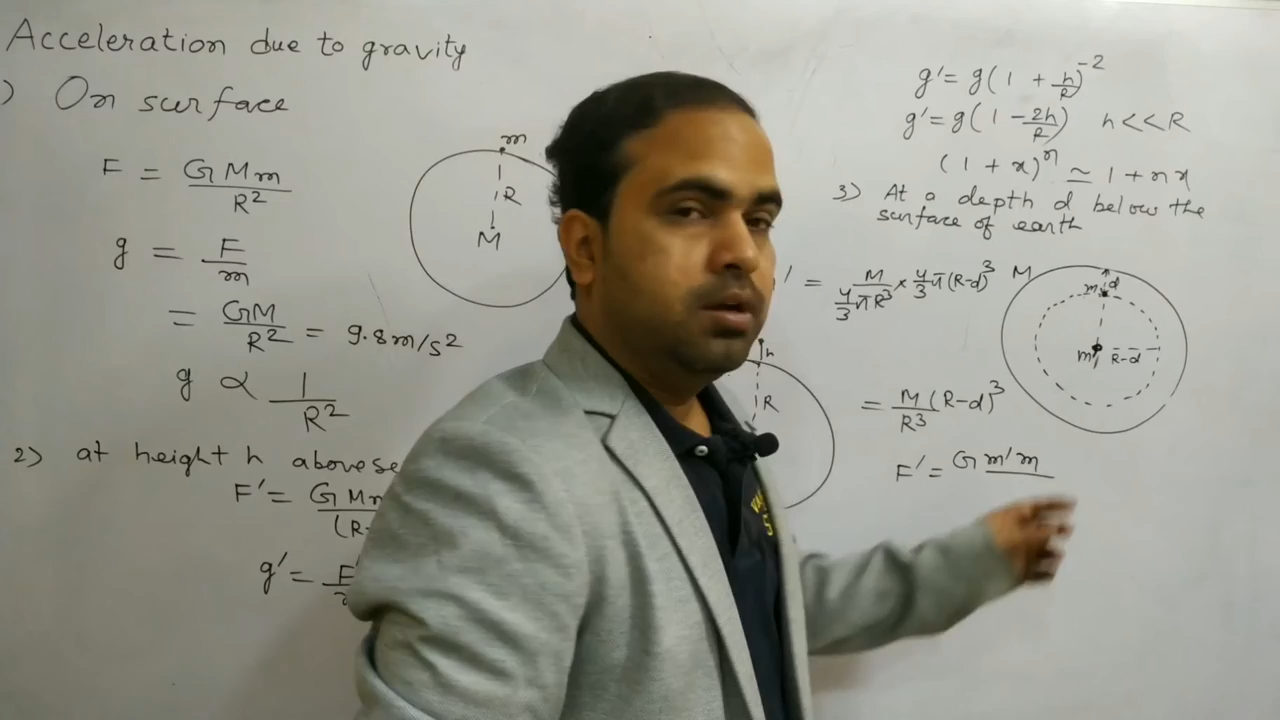 Acceleration due to gravity
) On surface
F = GMm/R²
g = F/m
= GM/R² = 9.8m/s²
g ∝ 1/R²
2) at height h above
F' = GM
(R
g' = F
m
R
M
h
R
g' = g(1 + h/R)⁻²
g' = g(1 - 2h/R) h<<R
(1 + x)ⁿ ≃ 1 + nx
3) At a depth d below the
surface of earth
' = M/(4/3 πR³) × 4/3 π(R-d)³
M
m d
m' R-d
= M/R³ (R-d)³
F' = G m' m